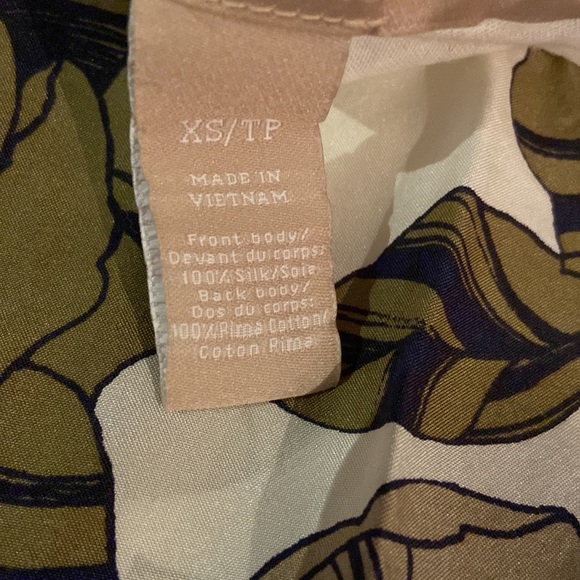 XS/TP
MADE IN
VIETNAM
Front body/
Devant du corps:
100% Silk/Soie
Back body/
Dos du corps:
100% Pima Cotton/
Coton Pima